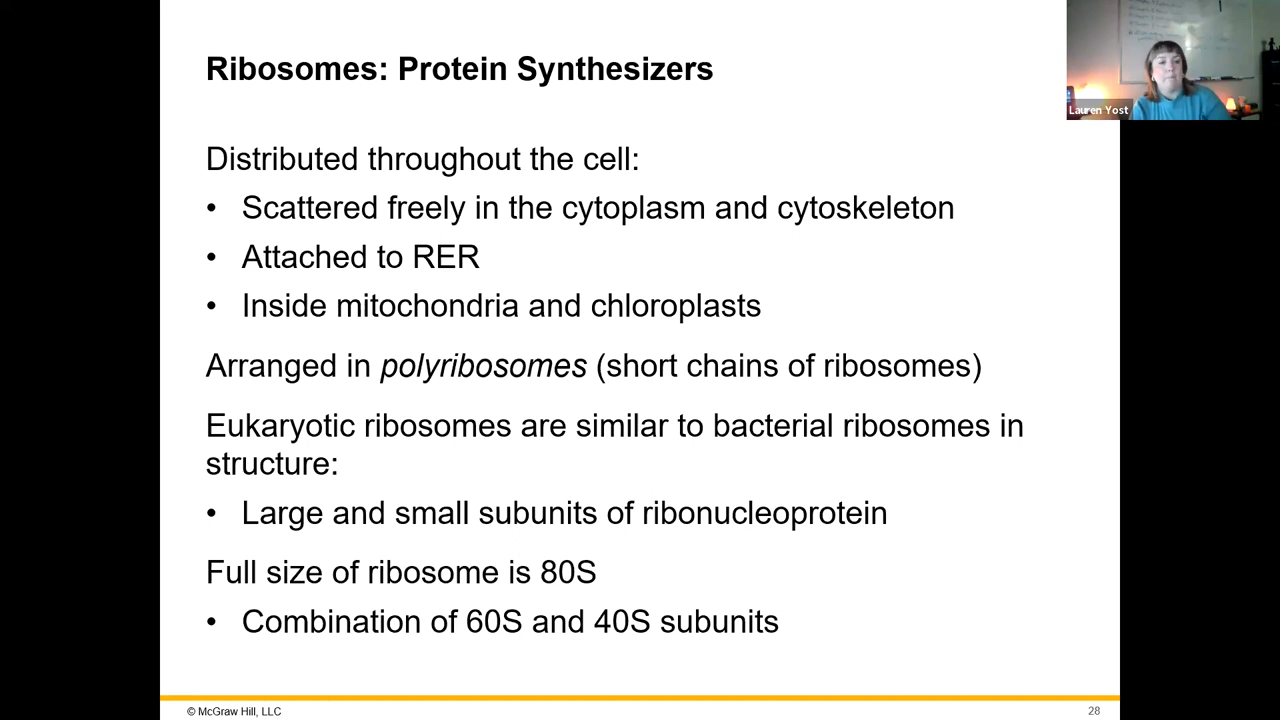 Ribosomes: Protein Synthesizers
Lauren Yost
Distributed throughout the cell:
• Scattered freely in the cytoplasm and cytoskeleton
• Attached to RER
• Inside mitochondria and chloroplasts
Arranged in polyribosomes (short chains of ribosomes)
Eukaryotic ribosomes are similar to bacterial ribosomes in
structure:
• Large and small subunits of ribonucleoprotein
Full size of ribosome is 80S
• Combination of 60S and 40S subunits
© McGraw Hill, LLC
28